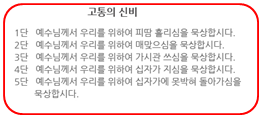 고통의 신비
1단 예수님께서 우리를 위하여 피땀 흘리심을 묵상합시다.
2단 예수님께서 우리를 위하여 매맞으심을 묵상합시다.
3단 예수님께서 우리를 위하여 가시관 쓰심을 묵상합시다.
4단 예수님께서 우리를 위하여 십자가 지심을 묵상합시다.
5단 예수님께서 우리를 위하여 십자가에 못박혀 돌아가심을
묵상합시다.